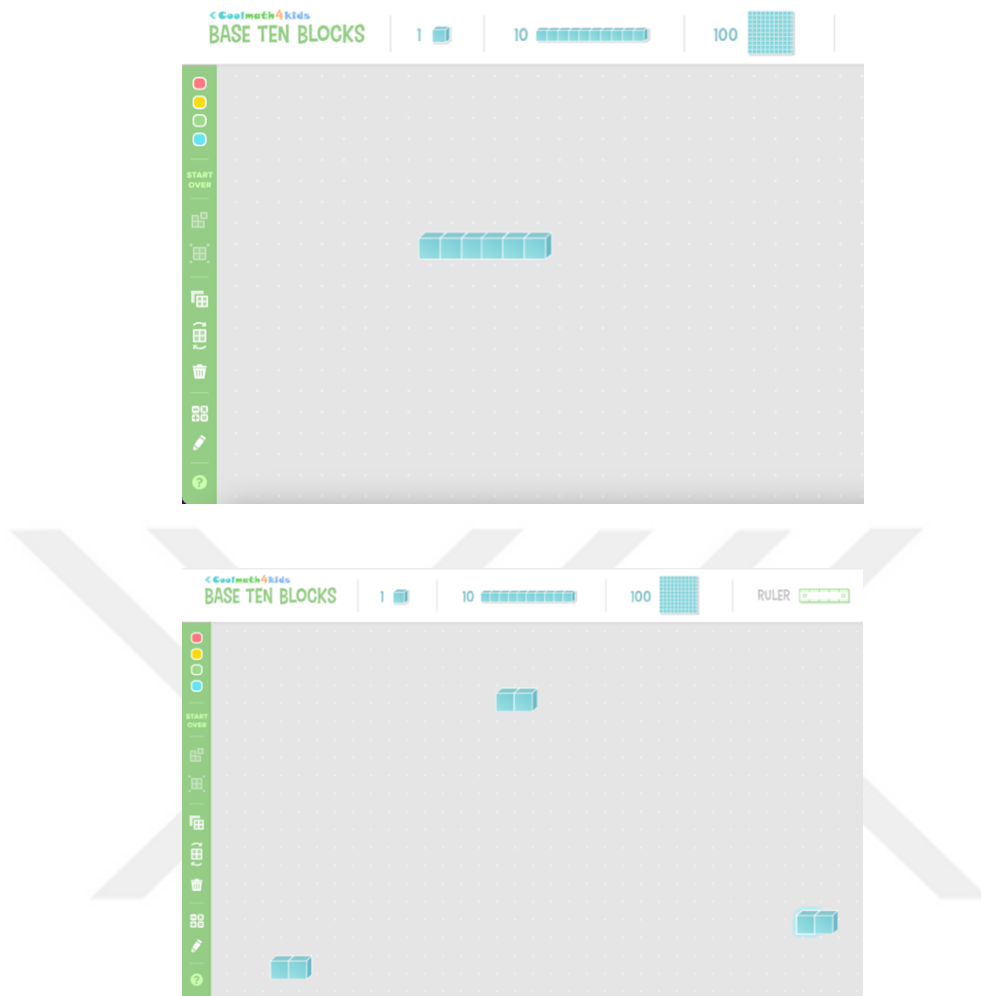 < Coolmath4kids
BASE TEN BLOCKS 1 10 100
START
OVER
?
< Coolmath4kids
BASE TEN BLOCKS 1 10 100 RULER
START
OVER
?